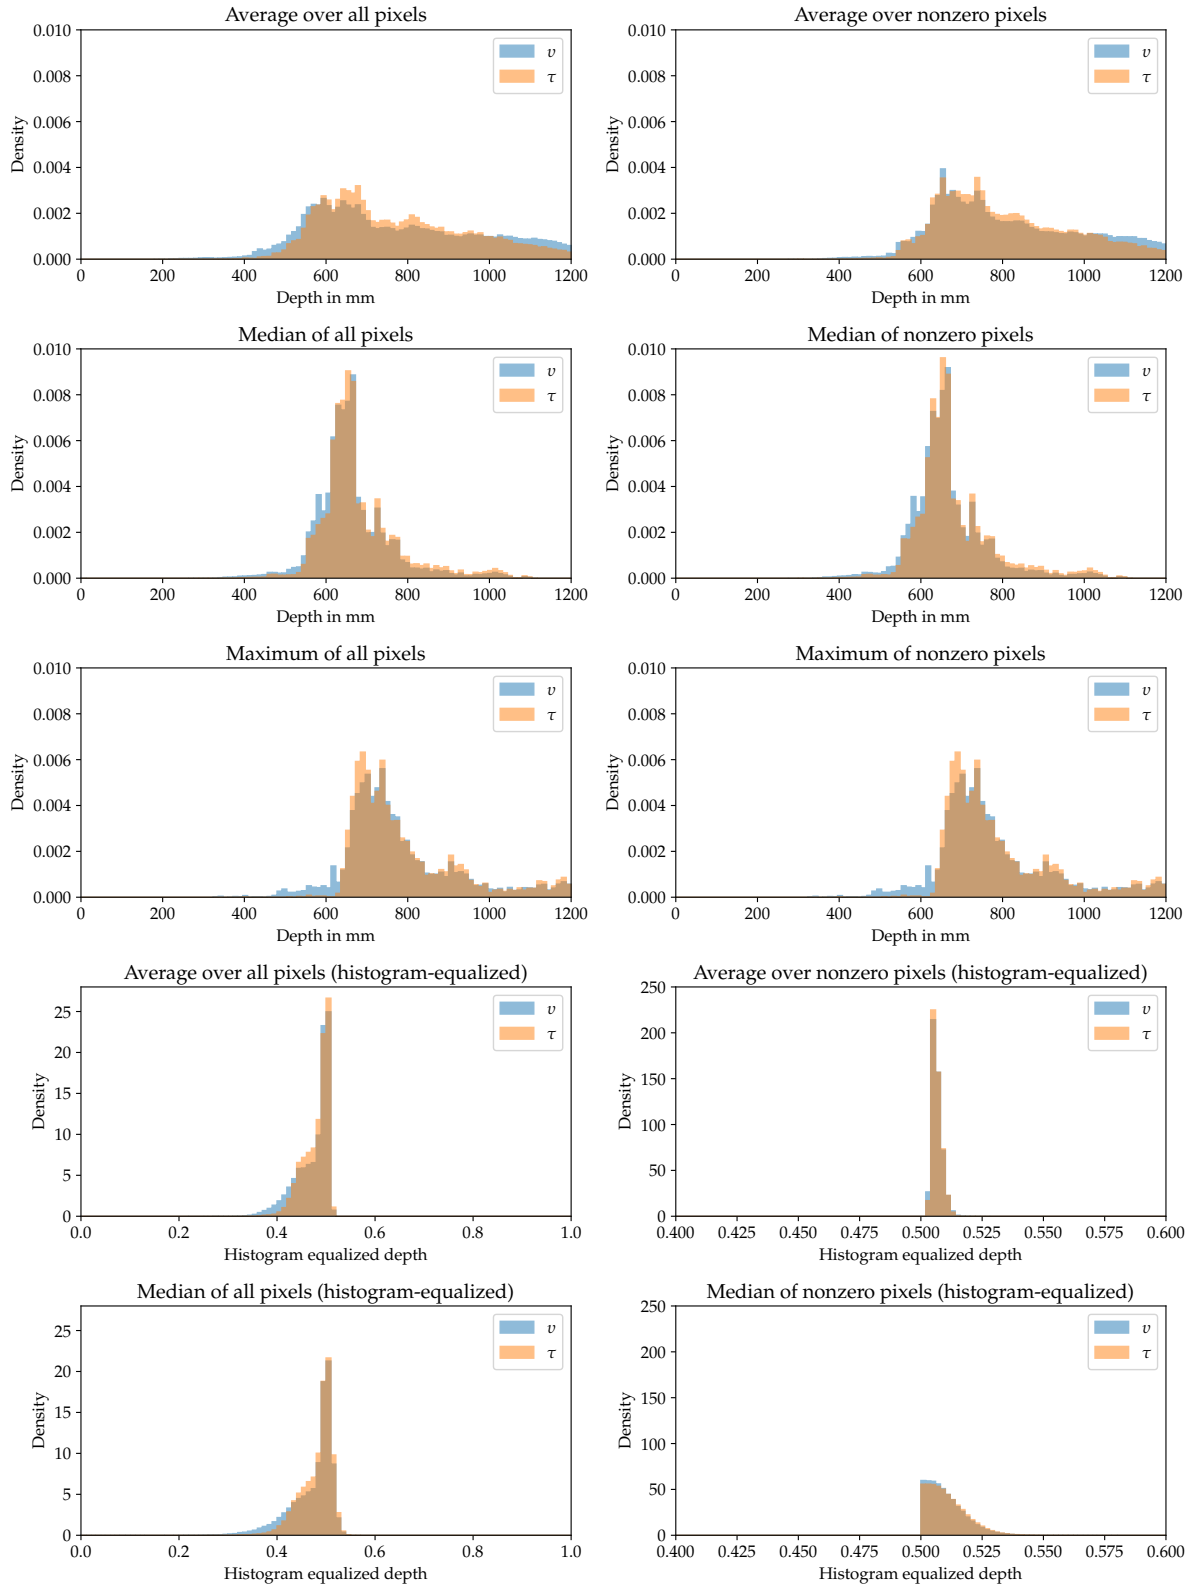 Average over all pixels
0.010
0.008
0.006
0.004
0.002
0.000
Density
υ
τ
0 200 400 600 800 1000 1200
Depth in mm
Average over nonzero pixels
0.010
0.008
0.006
0.004
0.002
0.000
Density
υ
τ
0 200 400 600 800 1000 1200
Depth in mm
Median of all pixels
0.010
0.008
0.006
0.004
0.002
0.000
Density
υ
τ
0 200 400 600 800 1000 1200
Depth in mm
Median of nonzero pixels
0.010
0.008
0.006
0.004
0.002
0.000
Density
υ
τ
0 200 400 600 800 1000 1200
Depth in mm
Maximum of all pixels
0.010
0.008
0.006
0.004
0.002
0.000
Density
υ
τ
0 200 400 600 800 1000 1200
Depth in mm
Maximum of nonzero pixels
0.010
0.008
0.006
0.004
0.002
0.000
Density
υ
τ
0 200 400 600 800 1000 1200
Depth in mm
Average over all pixels (histogram-equalized)
25
20
15
10
5
0
Density
υ
τ
0.0 0.2 0.4 0.6 0.8 1.0
Histogram equalized depth
Average over nonzero pixels (histogram-equalized)
250
200
150
100
50
0
Density
υ
τ
0.400 0.425 0.450 0.475 0.500 0.525 0.550 0.575 0.600
Histogram equalized depth
Median of all pixels (histogram-equalized)
25
20
15
10
5
0
Density
υ
τ
0.0 0.2 0.4 0.6 0.8 1.0
Histogram equalized depth
Median of nonzero pixels (histogram-equalized)
250
200
150
100
50
0
Density
υ
τ
0.400 0.425 0.450 0.475 0.500 0.525 0.550 0.575 0.600
Histogram equalized depth